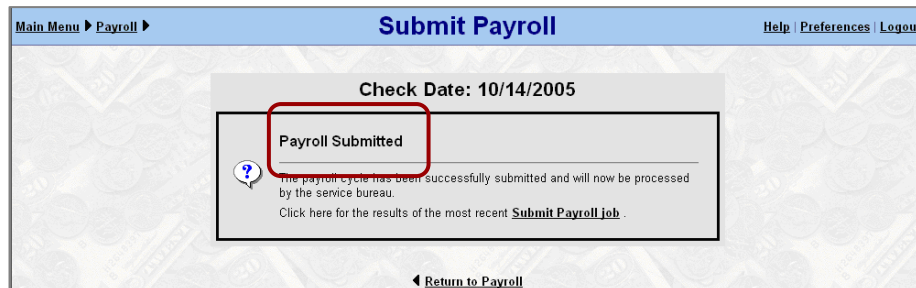 Main Menu Payroll
Submit Payroll
Help | Preferences | Logou
Check Date: 10/14/2005
Payroll Submitted
?
The payroll cycle has been successfully submitted and will now be processed
by the service bureau.
Click here for the results of the most recent Submit Payroll job .
Return to Payroll